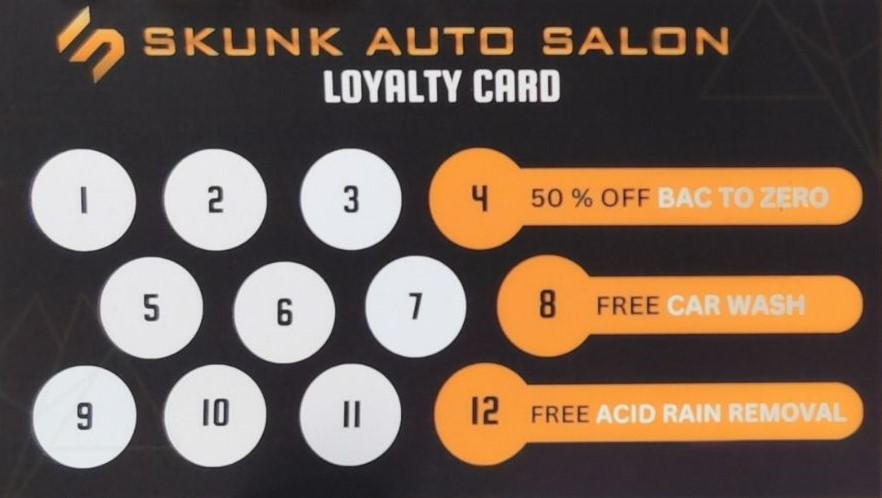 SKUNK AUTO SALON
LOYALTY CARD
1 2 3 4 50 % OFF BAC TO ZERO
5 6 7 8 FREE CAR WASH
9 10 11 12 FREE ACID RAIN REMOVAL